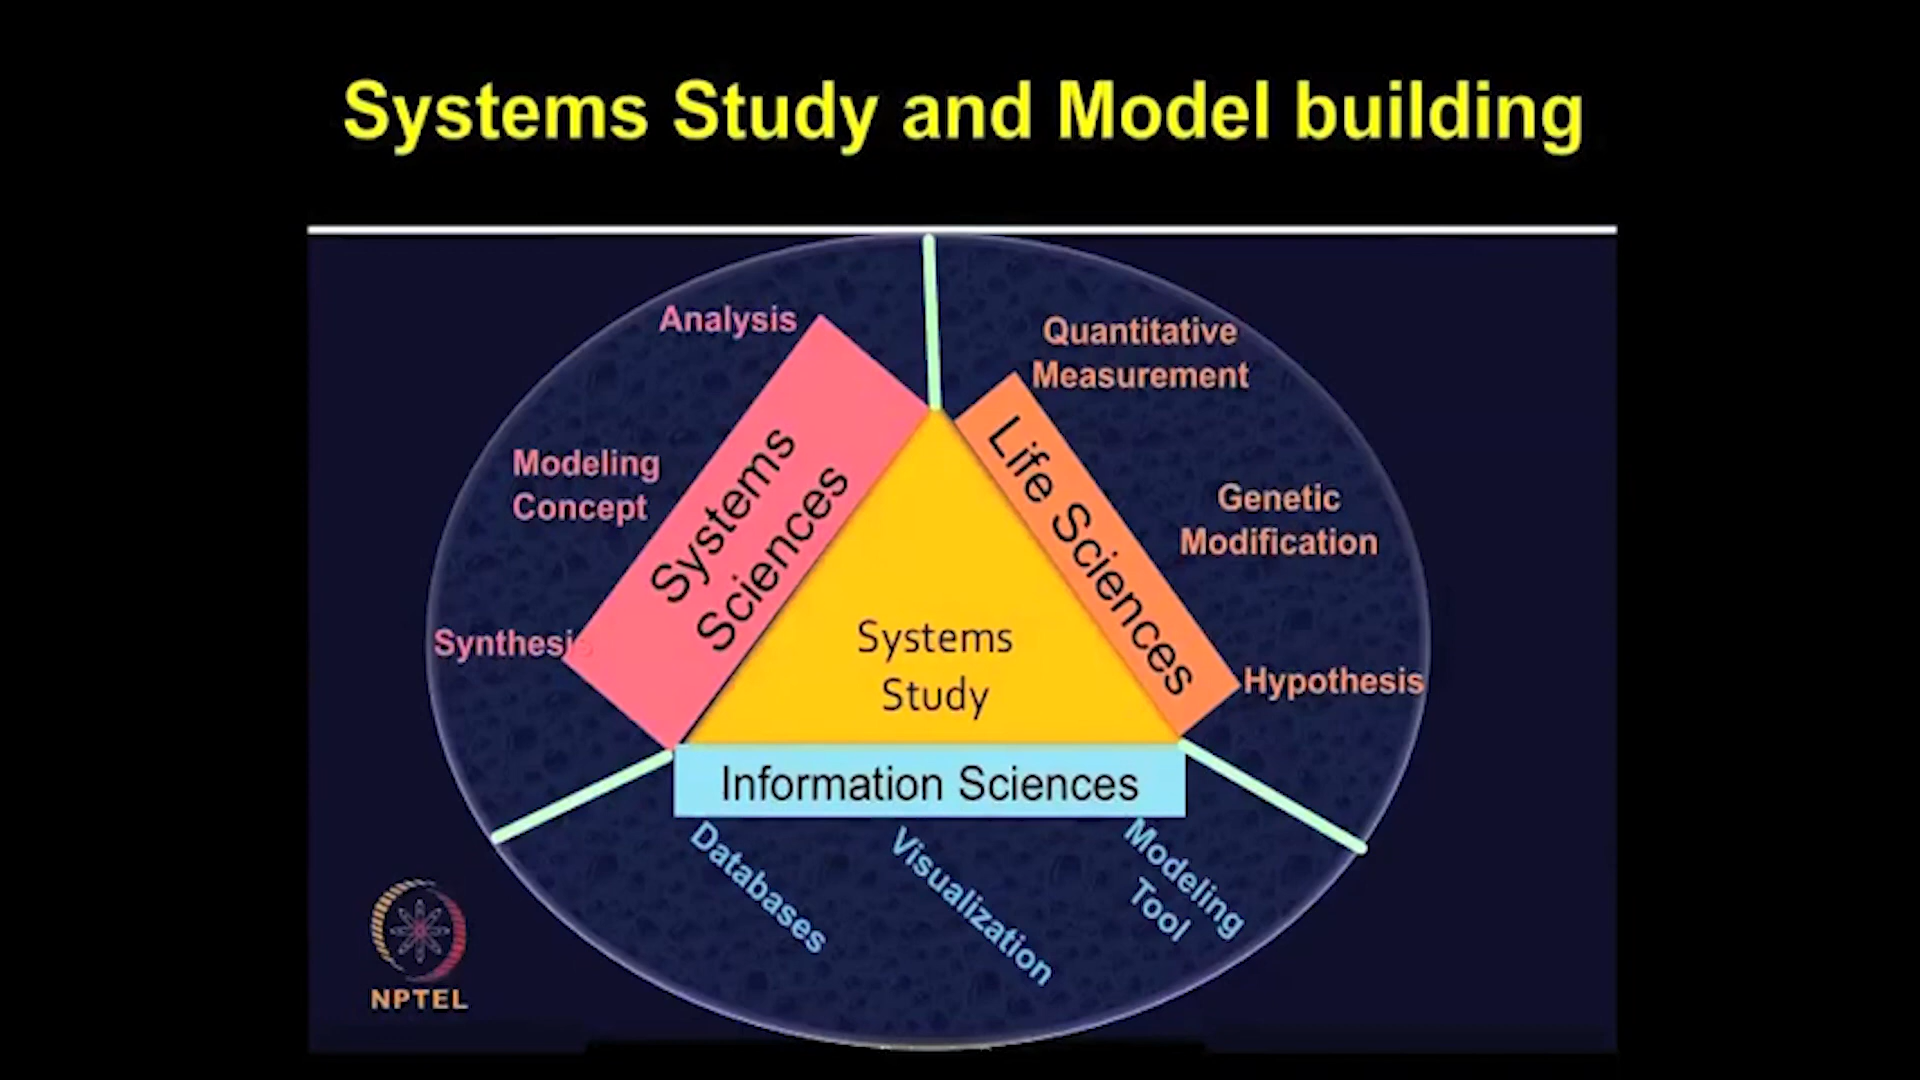 Systems Study and Model building
Analysis
Modeling
Concept
Synthesis
Systems
Sciences
Quantitative
Measurement
Genetic
Modification
Hypothesis
Life Sciences
Systems
Study
Information Sciences
Databases
Visualization
Modeling
Tool
NPTEL